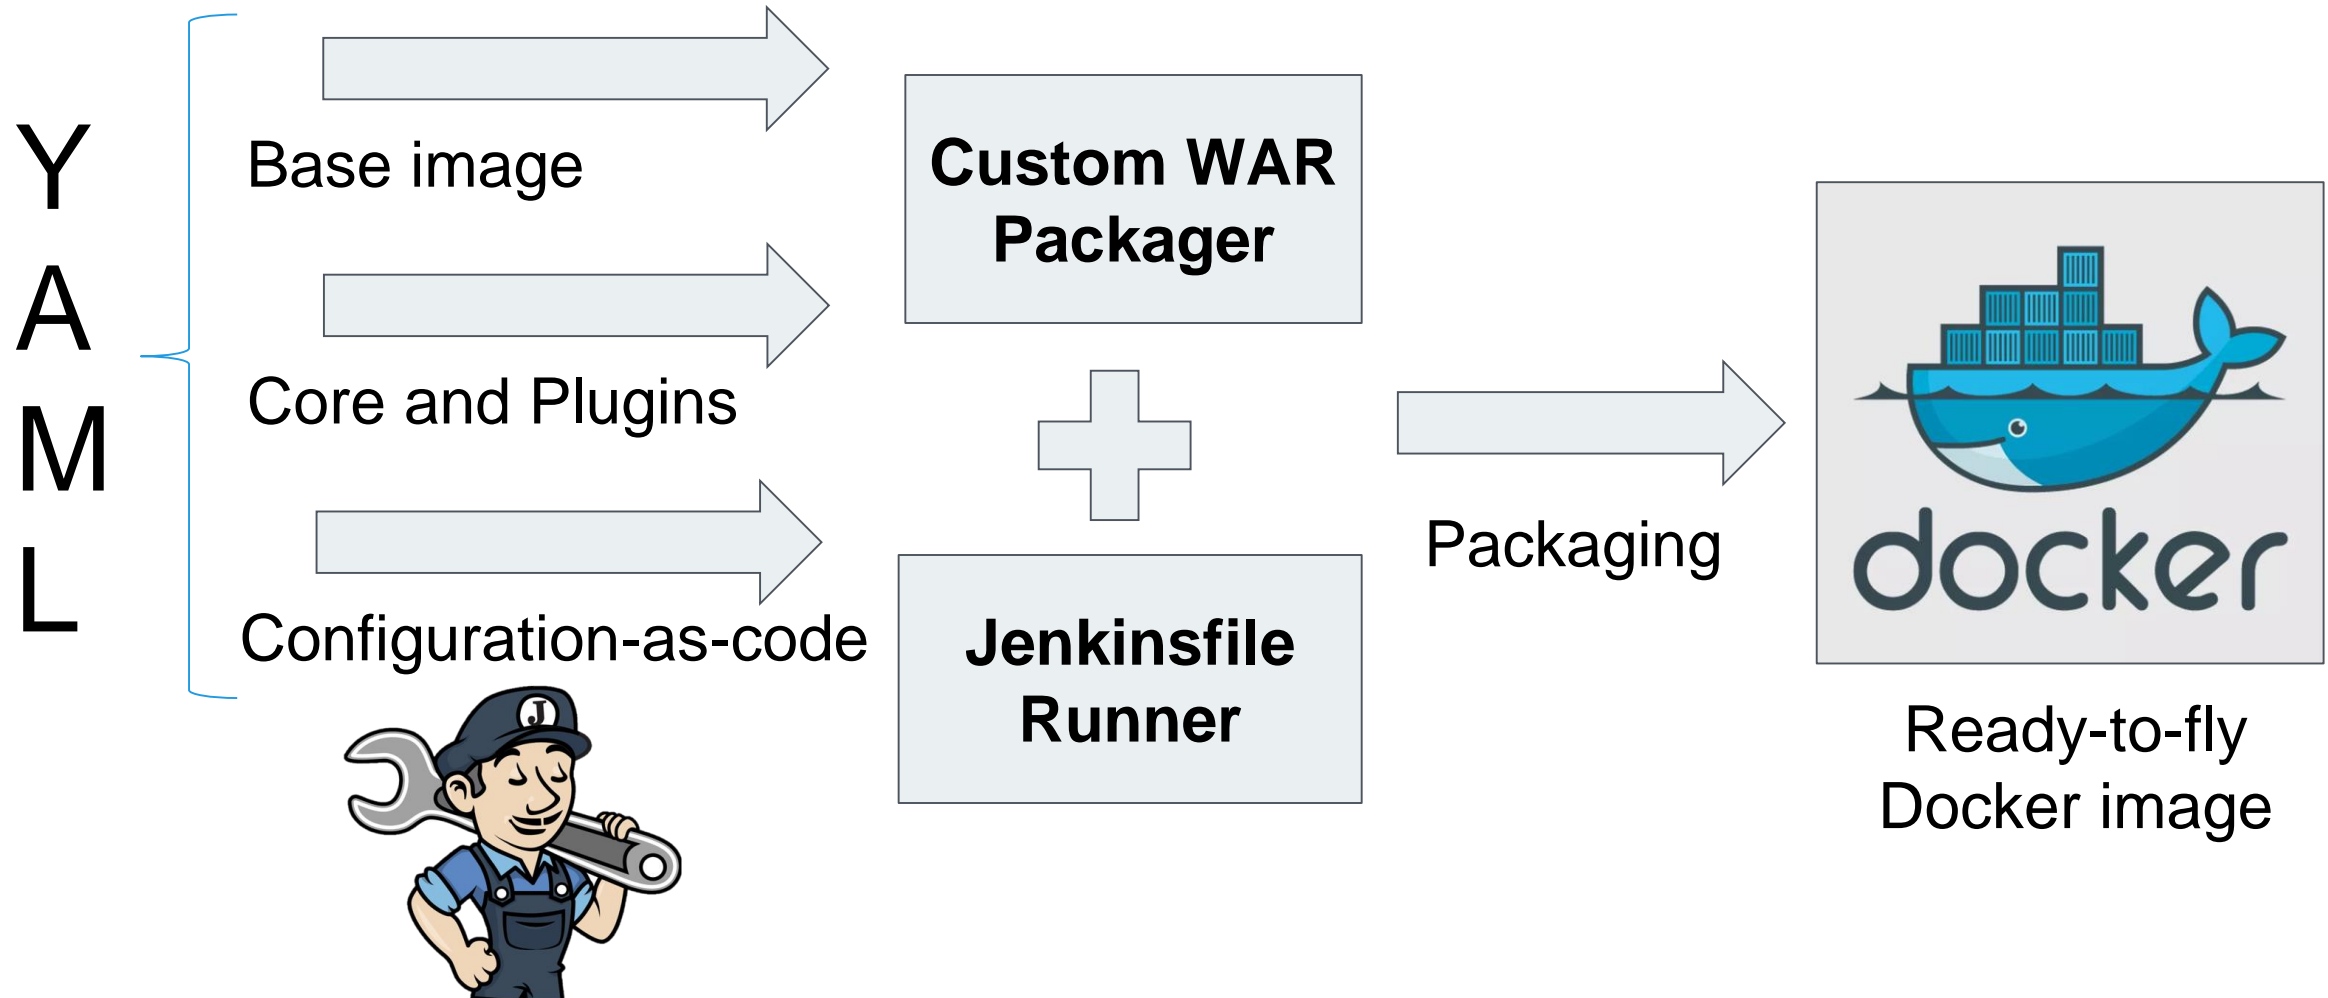 Y
A
M
L
Base image
Core and Plugins
Configuration-as-code
J
Custom WAR
Packager
Jenkinsfile
Runner
Packaging
docker
Ready-to-fly
Docker image